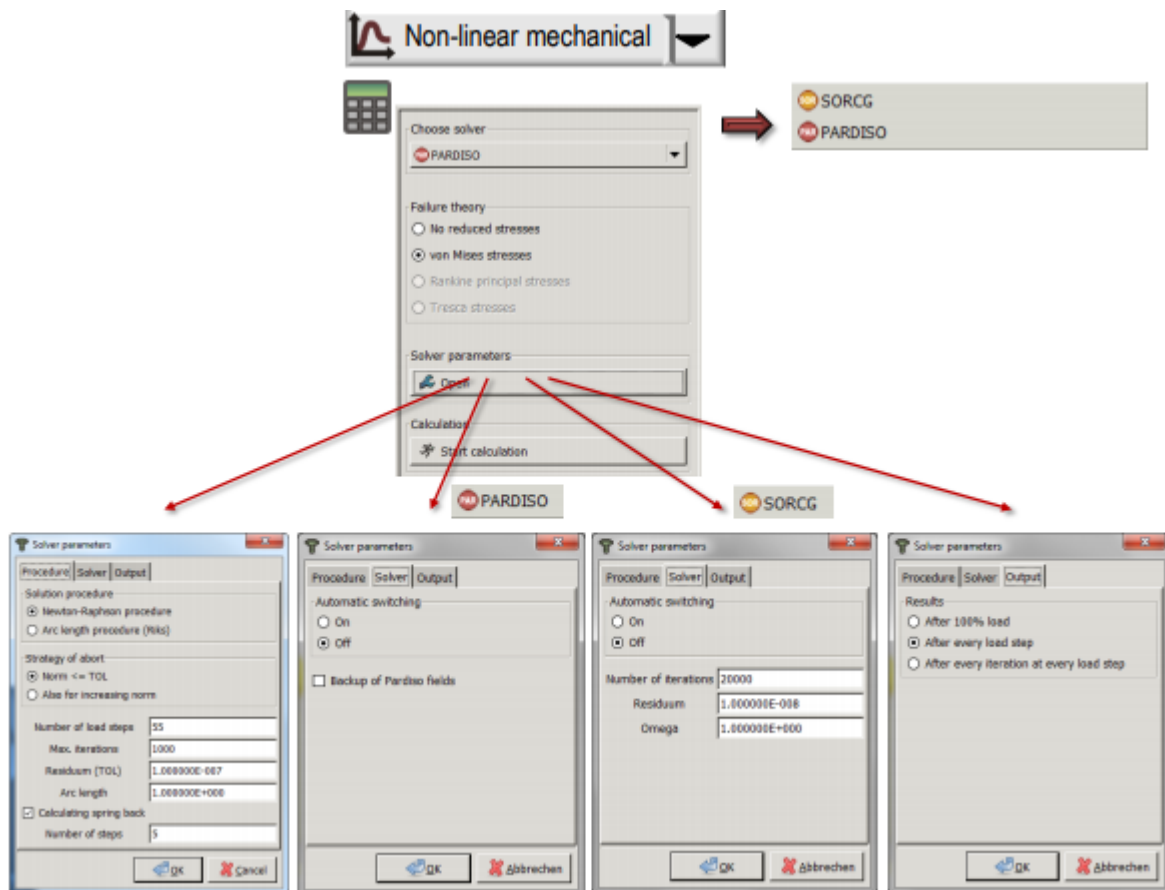 Non-linear mechanical
SOR SORCG
PAR PARDISO
Choose solver
PAR PARDISO
Failure theory
No reduced stresses
von Mises stresses
Rankine principal stresses
Tresca stresses
Solver parameters
Open
Calculation
Start calculation
PAR PARDISO
SOR SORCG
Solver parameters
Procedure Solver Output
Solution procedure
Newton-Raphson procedure
Arc length procedure (Riks)
Strategy of abort
Norm <= TOL
Also for increasing norm
Number of load steps 55
Max. iterations 1000
Residuum (TOL) 1.000000E-007
Arc length 1.000000E+000
Calculating spring back
Number of steps 5
OK Cancel
Solver parameters
Procedure Solver Output
Automatic switching
On
Off
Backup of Pardiso fields
OK Abbrechen
Solver parameters
Procedure Solver Output
Automatic switching
On
Off
Number of iterations 20000
Residuum 1.000000E-008
Omega 1.000000E+000
OK Abbrechen
Solver parameters
Procedure Solver Output
Results
After 100% load
After every load step
After every iteration at every load step
OK Abbrechen